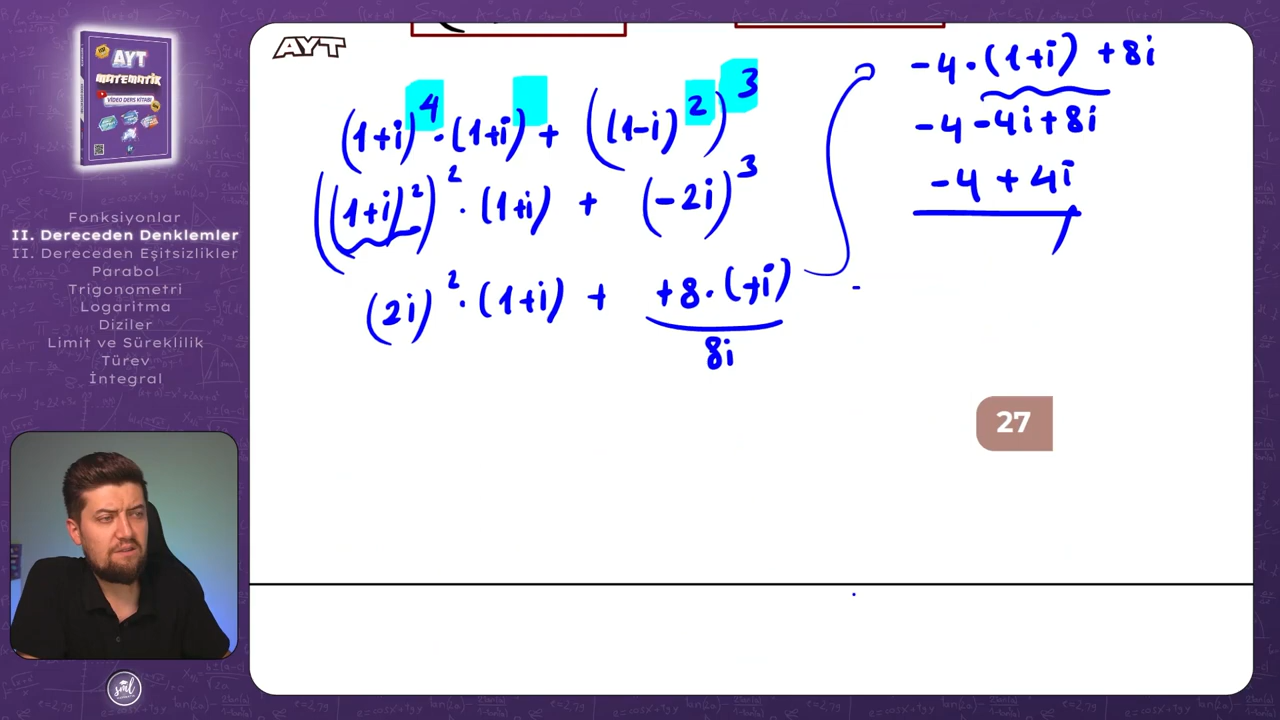 AYT
MATEMATİK
VİDEO DERS KİTABI
Fonksiyonlar
II. Dereceden Denklemler
II. Dereceden Eşitsizlikler
Parabol
Trigonometri
Logaritma
Diziler
Limit ve Süreklilik
Türev
İntegral
sml
AYT
(1+i)^4 · (1+i) + ((1-i)^2)^3
((1+i)^2)^2 · (1+i) + (-2i)^3
(2i)^2 · (1+i) + +8 · (+i)
8i
-4 · (1+i) + 8i
-4 -4i + 8i
-4 + 4i
27